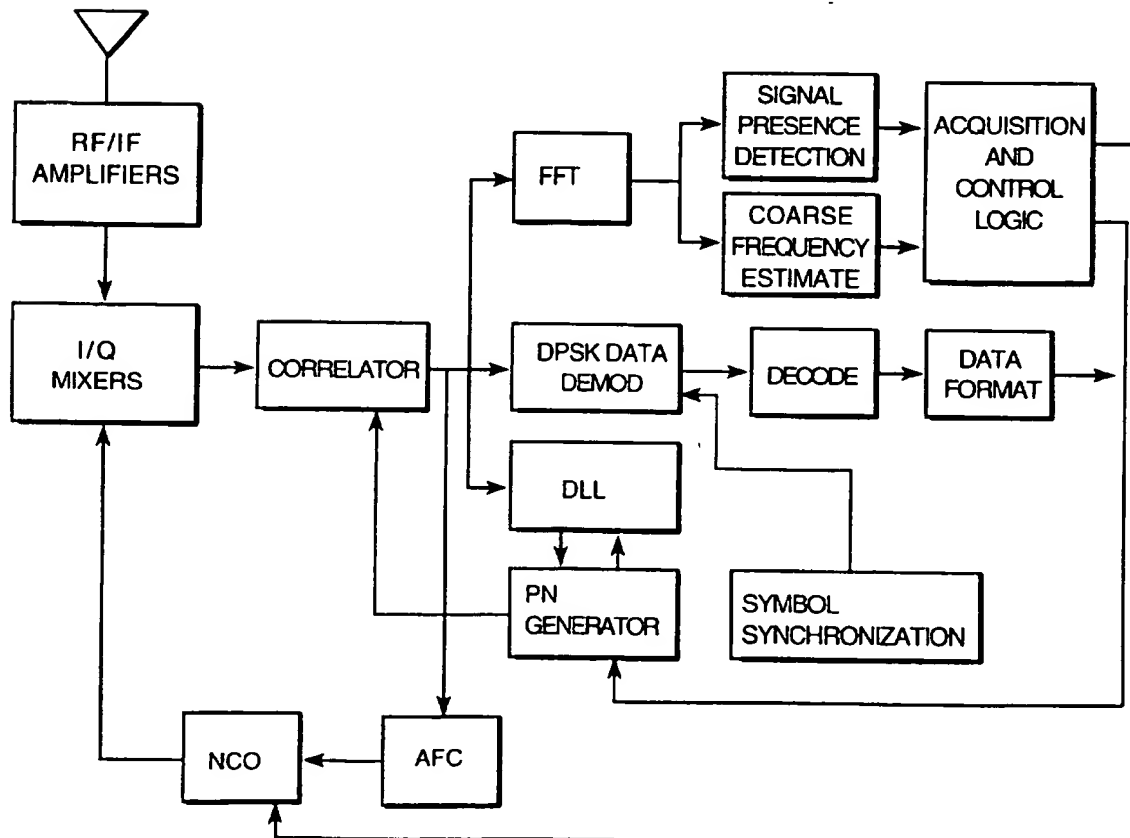 RF/IF
AMPLIFIERS
I/Q
MIXERS
CORRELATOR
FFT
SIGNAL
PRESENCE
DETECTION
COARSE
FREQUENCY
ESTIMATE
ACQUISITION
AND
CONTROL
LOGIC
DPSK DATA
DEMOD
DECODE
DATA
FORMAT
DLL
PN
GENERATOR
SYMBOL
SYNCHRONIZATION
NCO
AFC